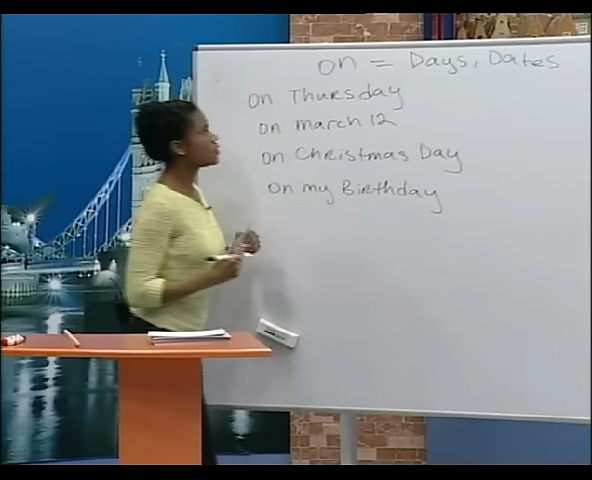 on = Days, Dates
on Thursday
on march 12
on Christmas Day
on my Birthday